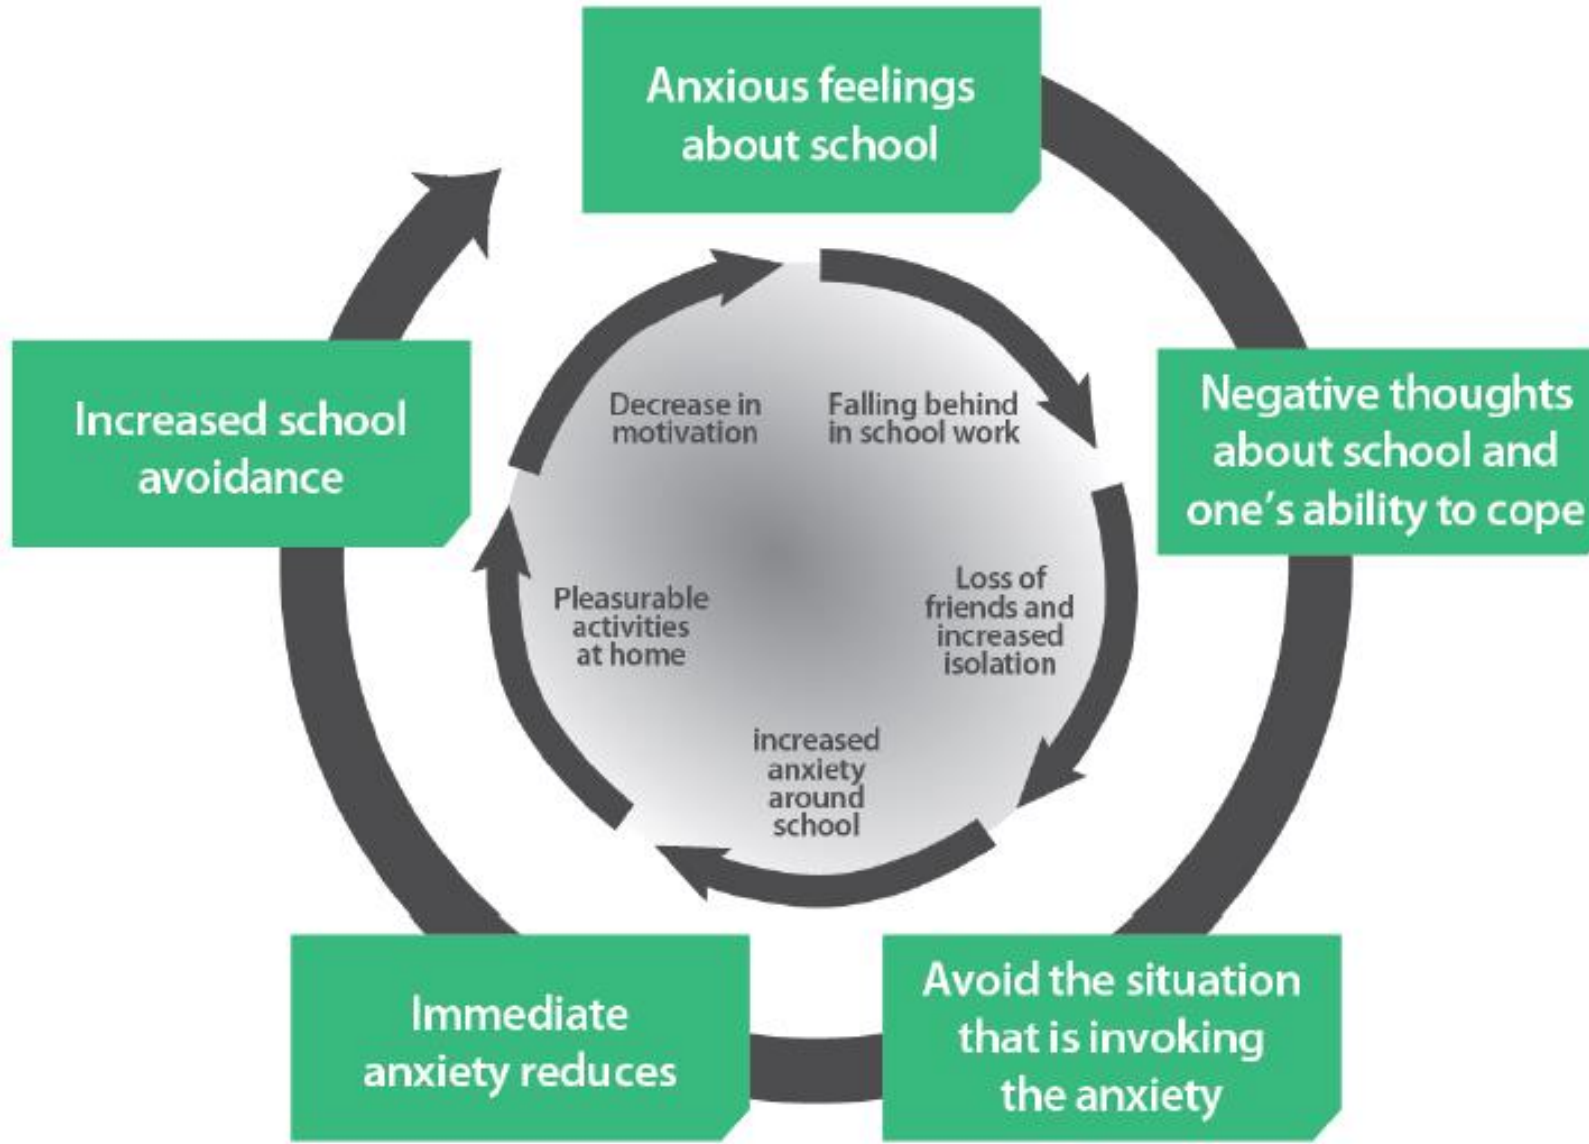 Anxious feelings
about school
Negative thoughts
about school and
one's ability to cope
Avoid the situation
that is invoking
the anxiety
Immediate
anxiety reduces
Increased school
avoidance
Falling behind
in school work
Loss of
friends and
increased
isolation
increased
anxiety
around
school
Pleasurable
activities
at home
Decrease in
motivation